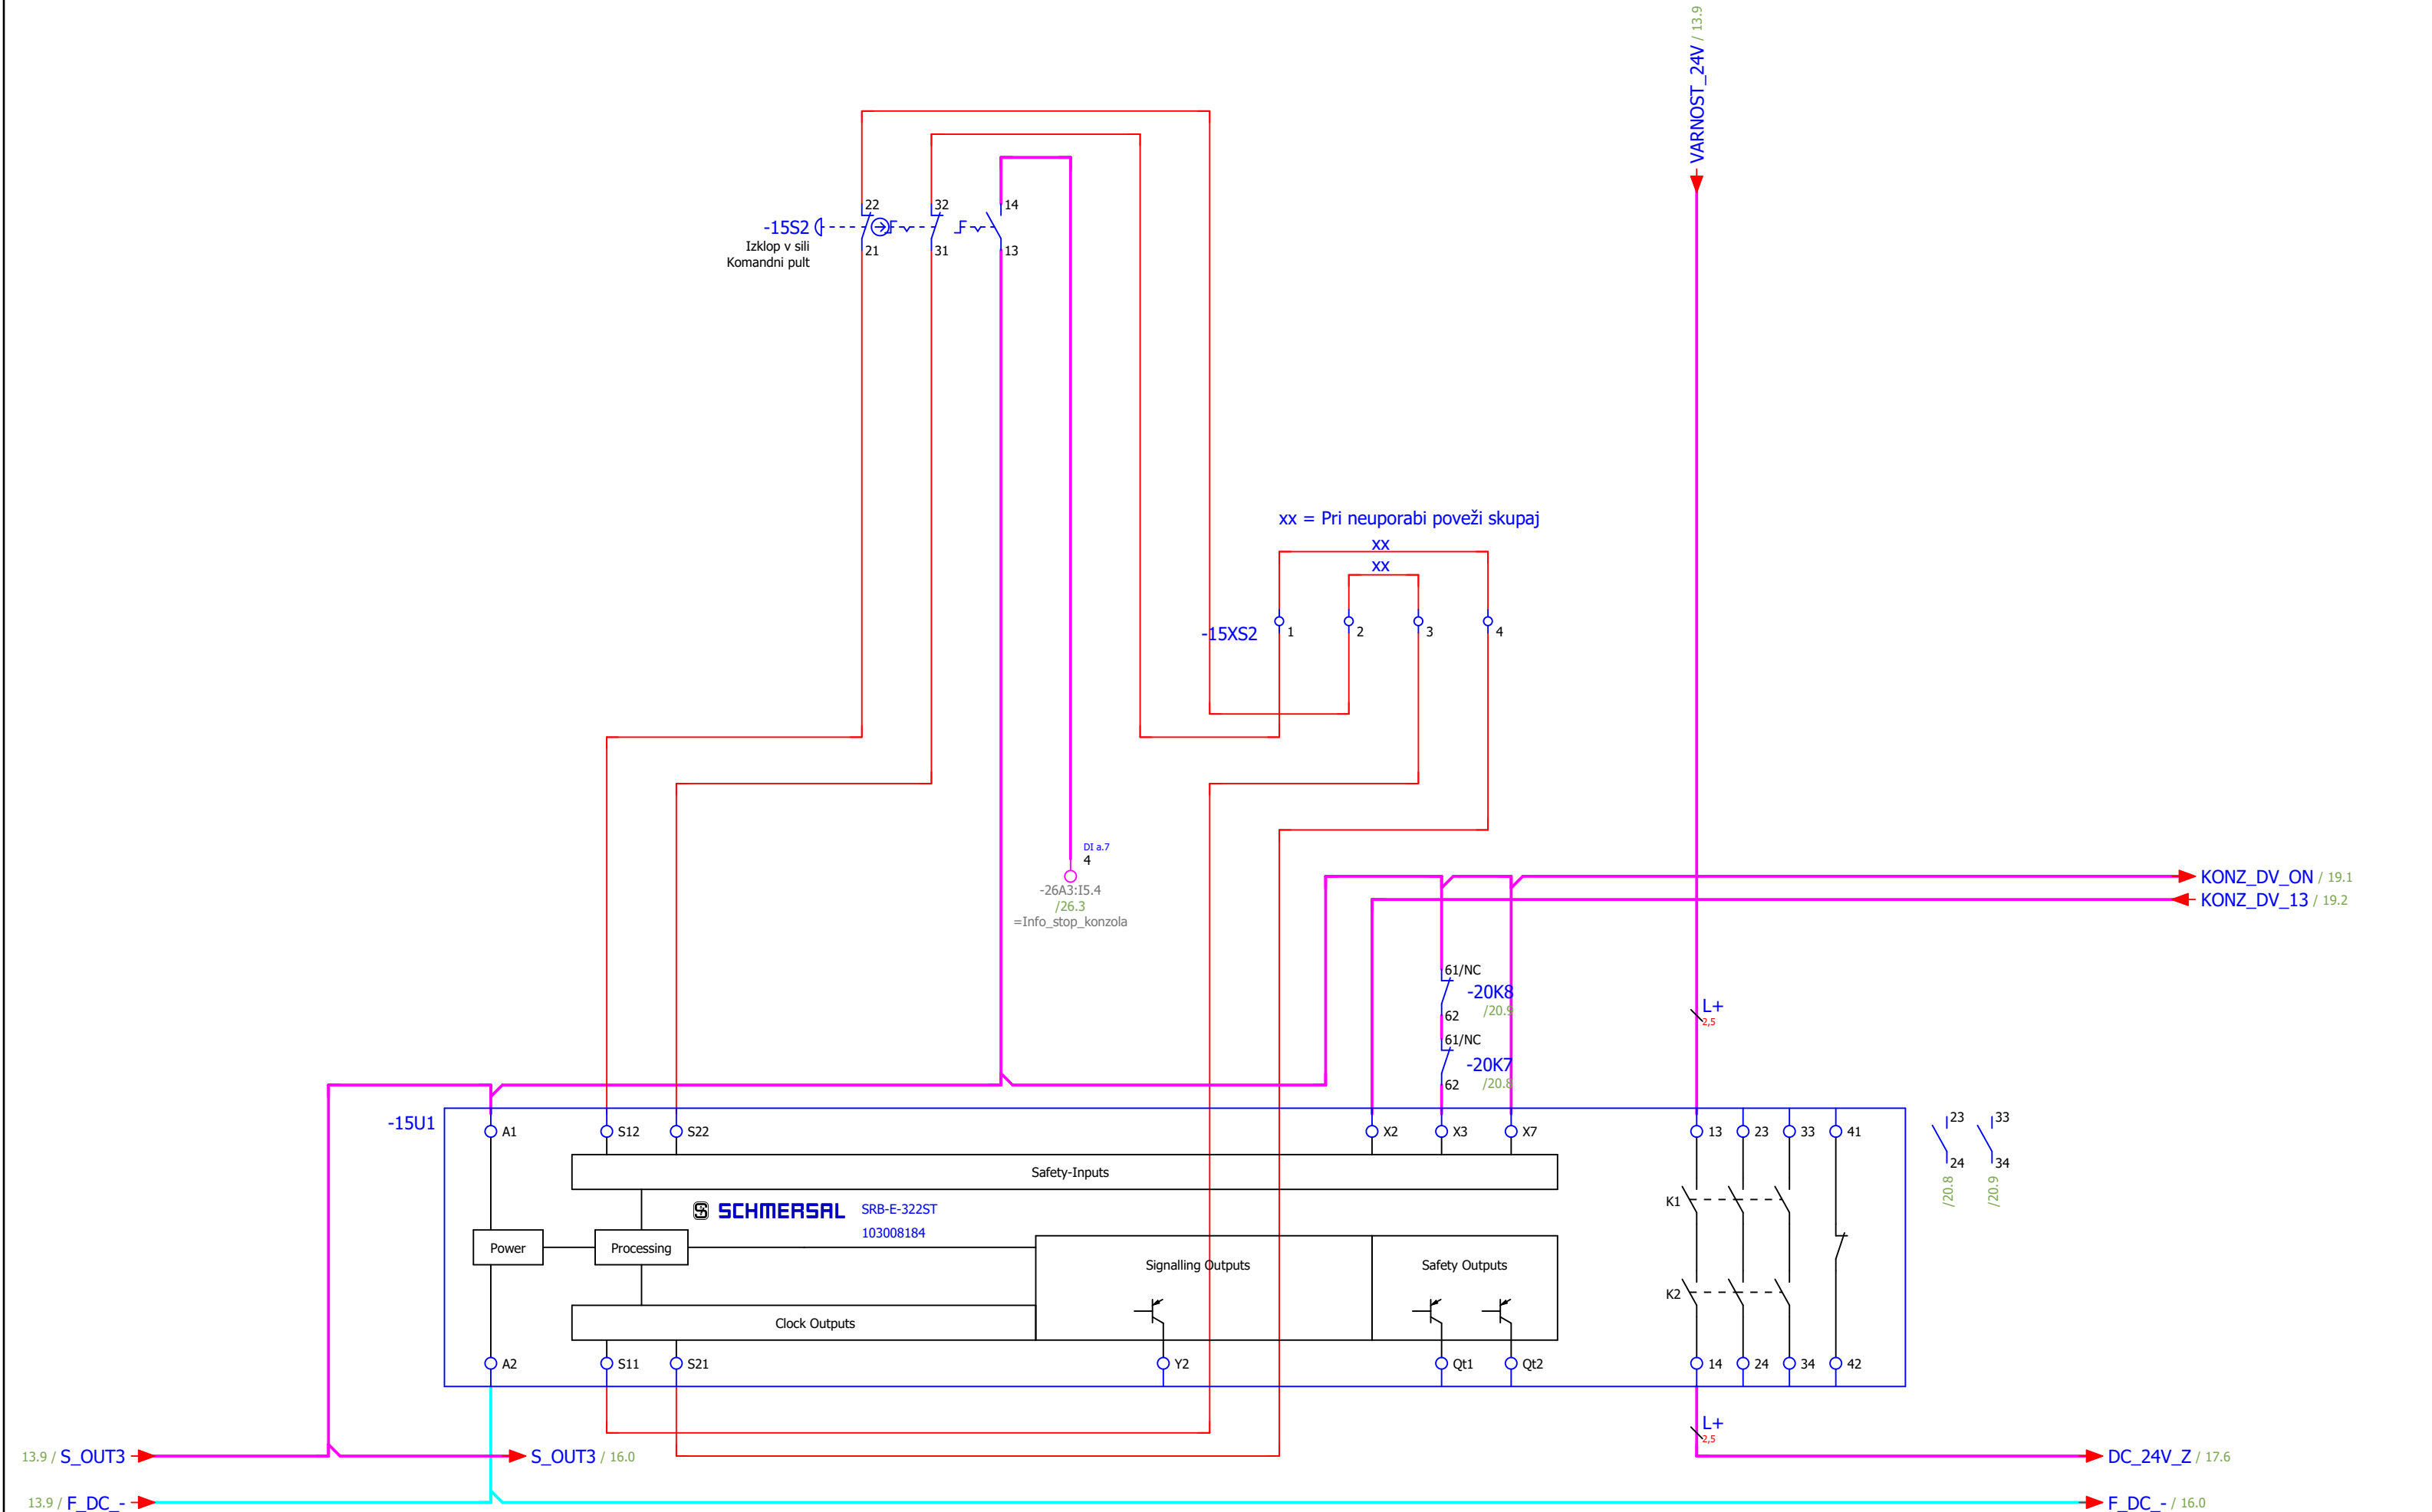 VARNOST_24V / 13.9
22
32
14
-15S2
Izklop v sili
Komandni pult
21
31
13
xx = Pri neuporabi poveži skupaj
xx
xx
-15XS2
1
2
3
4
DI a.7
4
-26A3:I5.4
/26.3
=Info_stop_konzola
KONZ_DV_ON / 19.1
KONZ_DV_13 / 19.2
61/NC
-20K8
/20.9
62
61/NC
-20K7
/20.8
62
L+
2,5
-15U1
A1
S12
S22
X2
X3
X7
13
23
33
41
23
33
24
34
/20.8
/20.9
Safety-Inputs
SCHMERSAL
SRB-E-322ST
103008184
K1
Power
Processing
Signalling Outputs
Safety Outputs
K2
Clock Outputs
A2
S11
S21
Y2
Qt1
Qt2
14
24
34
42
L+
2,5
13.9 / S_OUT3
S_OUT3 / 16.0
DC_24V_Z / 17.6
13.9 / F_DC_-
F_DC_- / 16.0